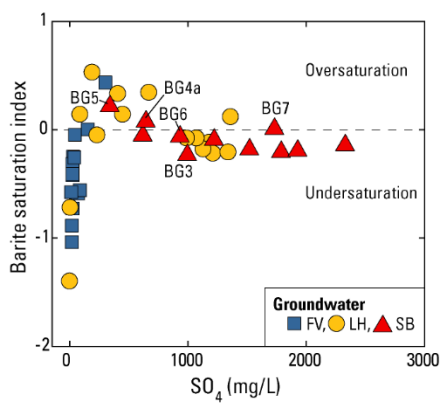 1
Oversaturation
BG5
BG4a
BG6
BG7
0
BG3
Undersaturation
-1
Barite saturation index
Groundwater
FV, LH, SB
-2
0 1000 2000 3000
SO₄ (mg/L)